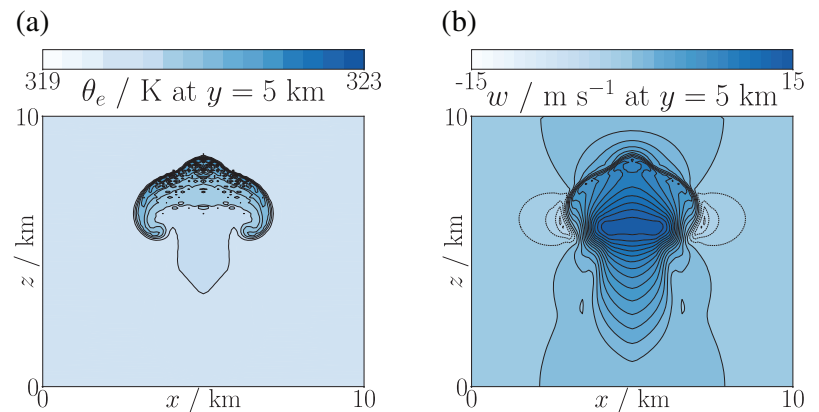 (a) (b)
319 323 -15 15
θ_e / K at y = 5 km w / m s⁻¹ at y = 5 km
10 10
z / km z / km
0 0
0 x / km 10 0 x / km 10